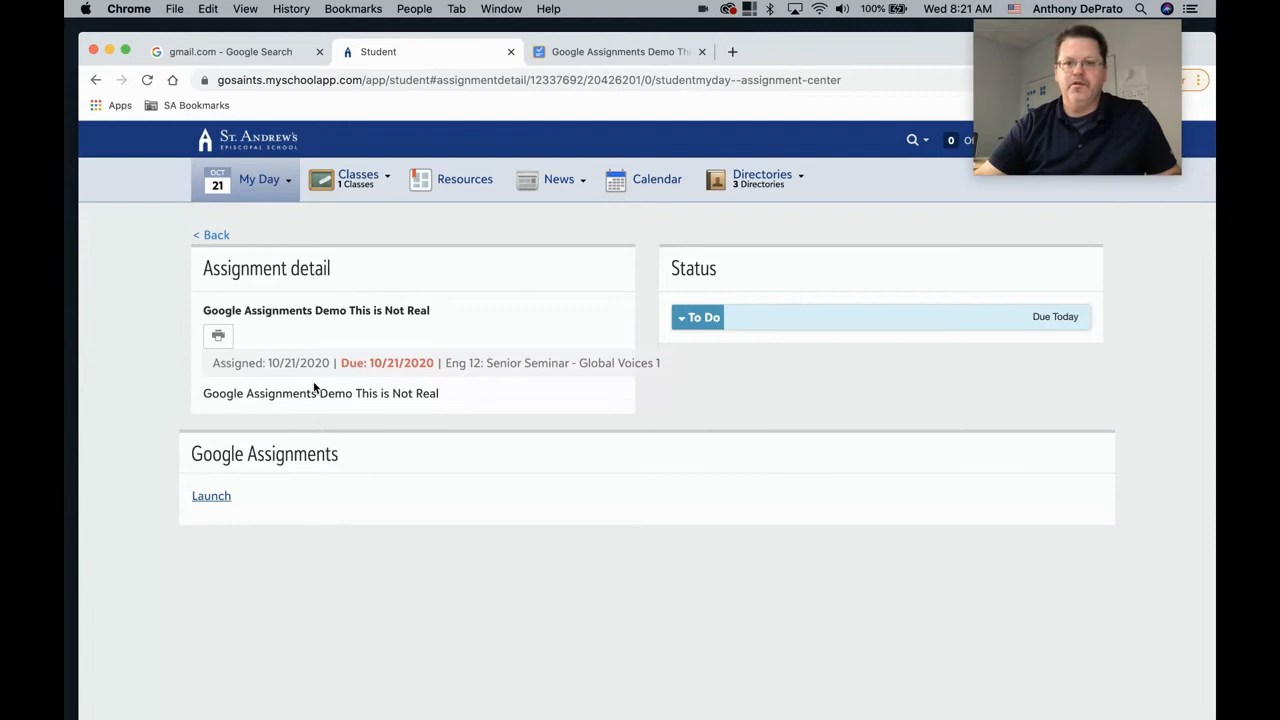 Chrome File Edit View History Bookmarks People Tab Window Help 100% Wed 8:21 AM Anthony DePrato
gmail.com - Google Search Student Google Assignments Demo Th
gosaints.myschoolapp.com/app/student#assignmentdetail/12337692/20426201/0/studentmyday--assignment-center
Apps SA Bookmarks
ST. ANDREW'S
EPISCOPAL SCHOOL
0
OCT
21
My Day
Classes
1 Classes
Resources
News
Calendar
Directories
3 Directories
< Back
Assignment detail
Google Assignments Demo This is Not Real
Assigned: 10/21/2020 | Due: 10/21/2020 | Eng 12: Senior Seminar - Global Voices 1
Google Assignments Demo This is Not Real
Status
To Do Due Today
Google Assignments
Launch